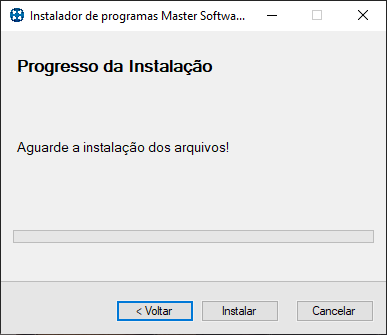 Instalador de programas Master Softwa...
Progresso da Instalação
Aguarde a instalação dos arquivos!
< Voltar
Instalar
Cancelar